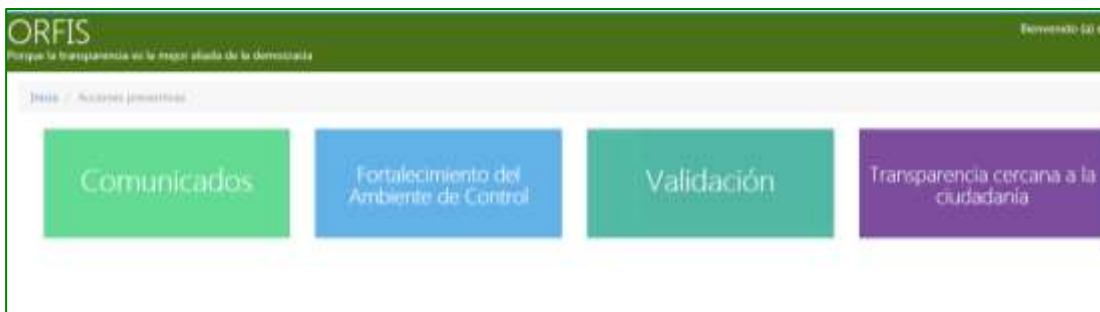 ORFIS
Bienvenido (a)
Porque la transparencia es la mejor aliada de la democracia
Inicio / Acciones preventivas
Comunicados
Fortalecimiento del
Ambiente de Control
Validación
Transparencia cercana a la
ciudadanía